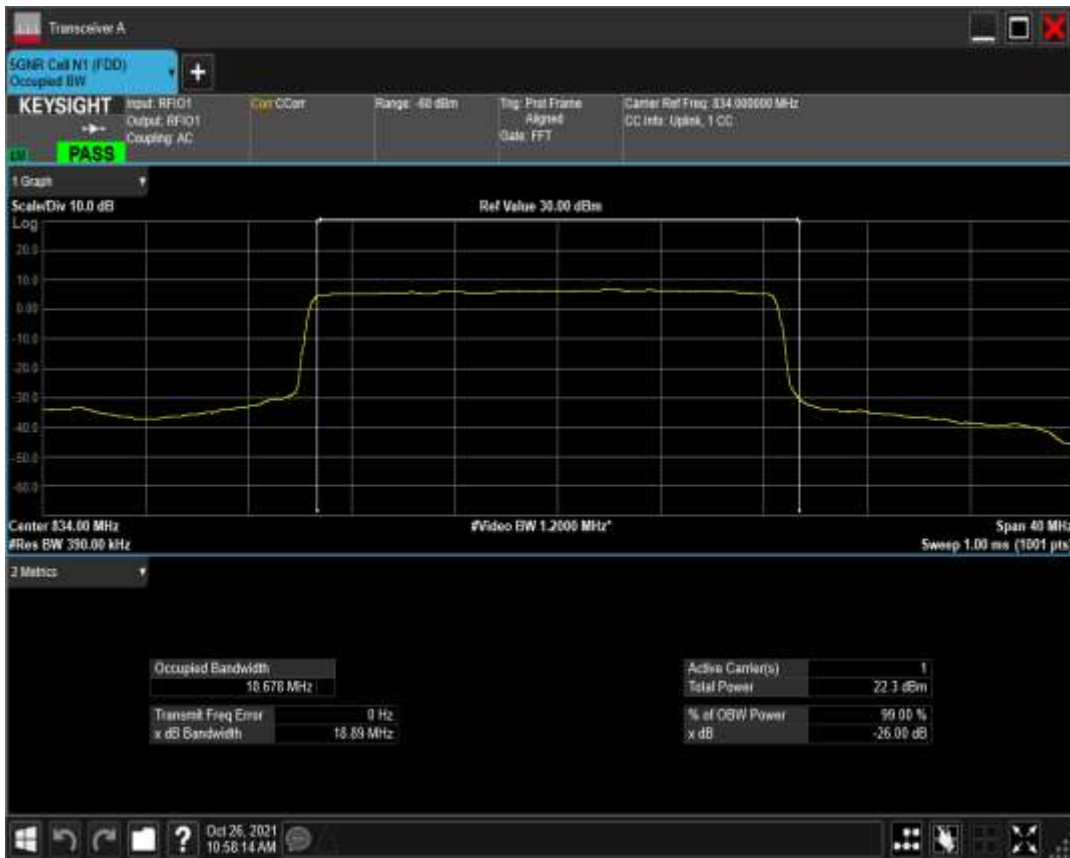 Transceiver A
5GNR Cell N1 (FDD)
Occupied BW
+
KEYSIGHT
Input: RFIO1
Output: RFIO1
Coupling: AC
Corr CCorr
Range: -60 dBm
Trig: Prot Frame
Aligned
Gate: FFT
Carrier Ref Freq: 834.000000 MHz
CC Info: Uplink, 1 CC
PASS
1 Graph
Scale/Div 10.0 dB
Ref Value 30.00 dBm
Log
20.0
10.0
0.00
-10.0
-20.0
-30.0
-40.0
-50.0
-60.0
Center 834.00 MHz
#Video BW 1.2000 MHz*
Span 40 MHz
#Res BW 390.00 kHz
Sweep 1.00 ms (1001 pts)
2 Metrics
Occupied Bandwidth
18.678 MHz
Transmit Freq Error 0 Hz
x dB Bandwidth 18.89 MHz
Active Carrier(s) 1
Total Power 22.3 dBm
% of OBW Power 99.00 %
x dB -26.00 dB
?
Oct 26, 2021
10:58:14 AM